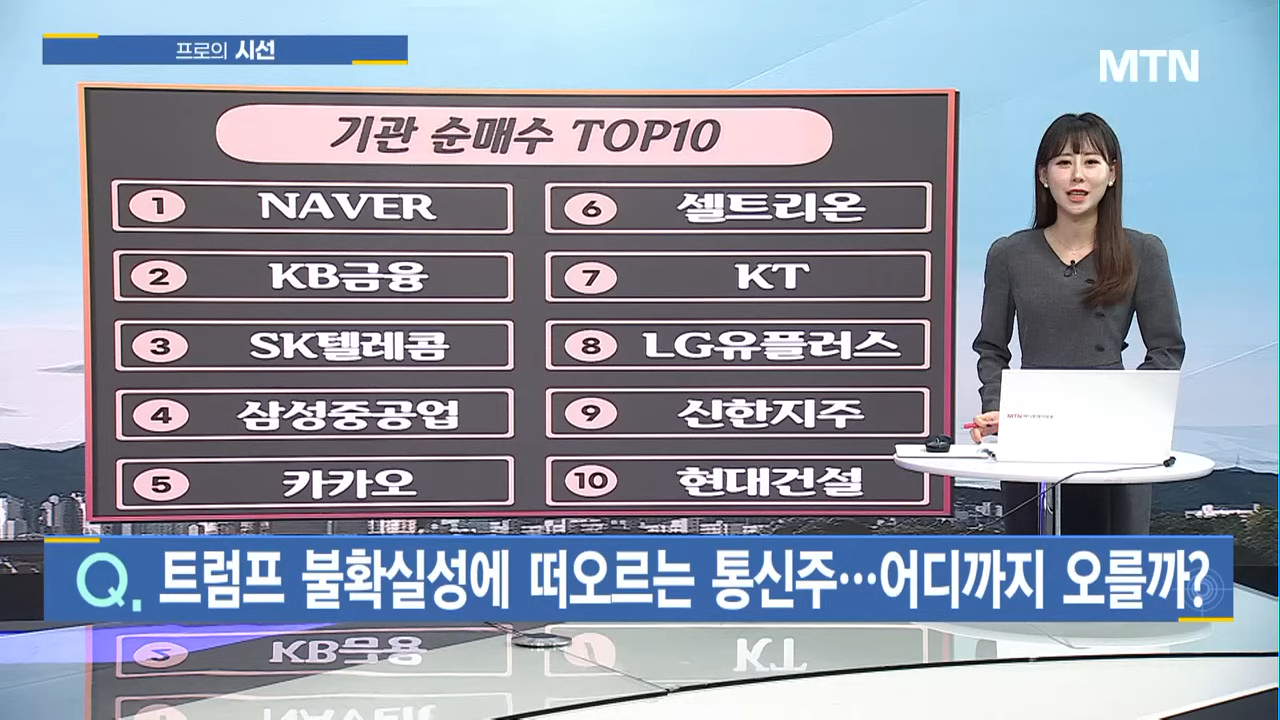 프로의 시선
MTN
기관 순매수 TOP10
1 NAVER
2 KB금융
3 SK텔레콤
4 삼성중공업
5 카카오
6 셀트리온
7 KT
8 LG유플러스
9 신한지주
10 현대건설
MTN
Q. 트럼프 불확실성에 떠오르는 통신주…어디까지 오를까?